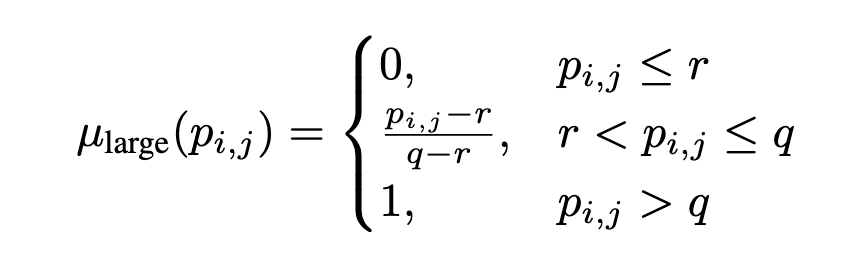 μ_large(p_{i,j}) = { 0, p_{i,j} ≤ r
(p_{i,j} − r)/(q − r), r < p_{i,j} ≤ q
1, p_{i,j} > q